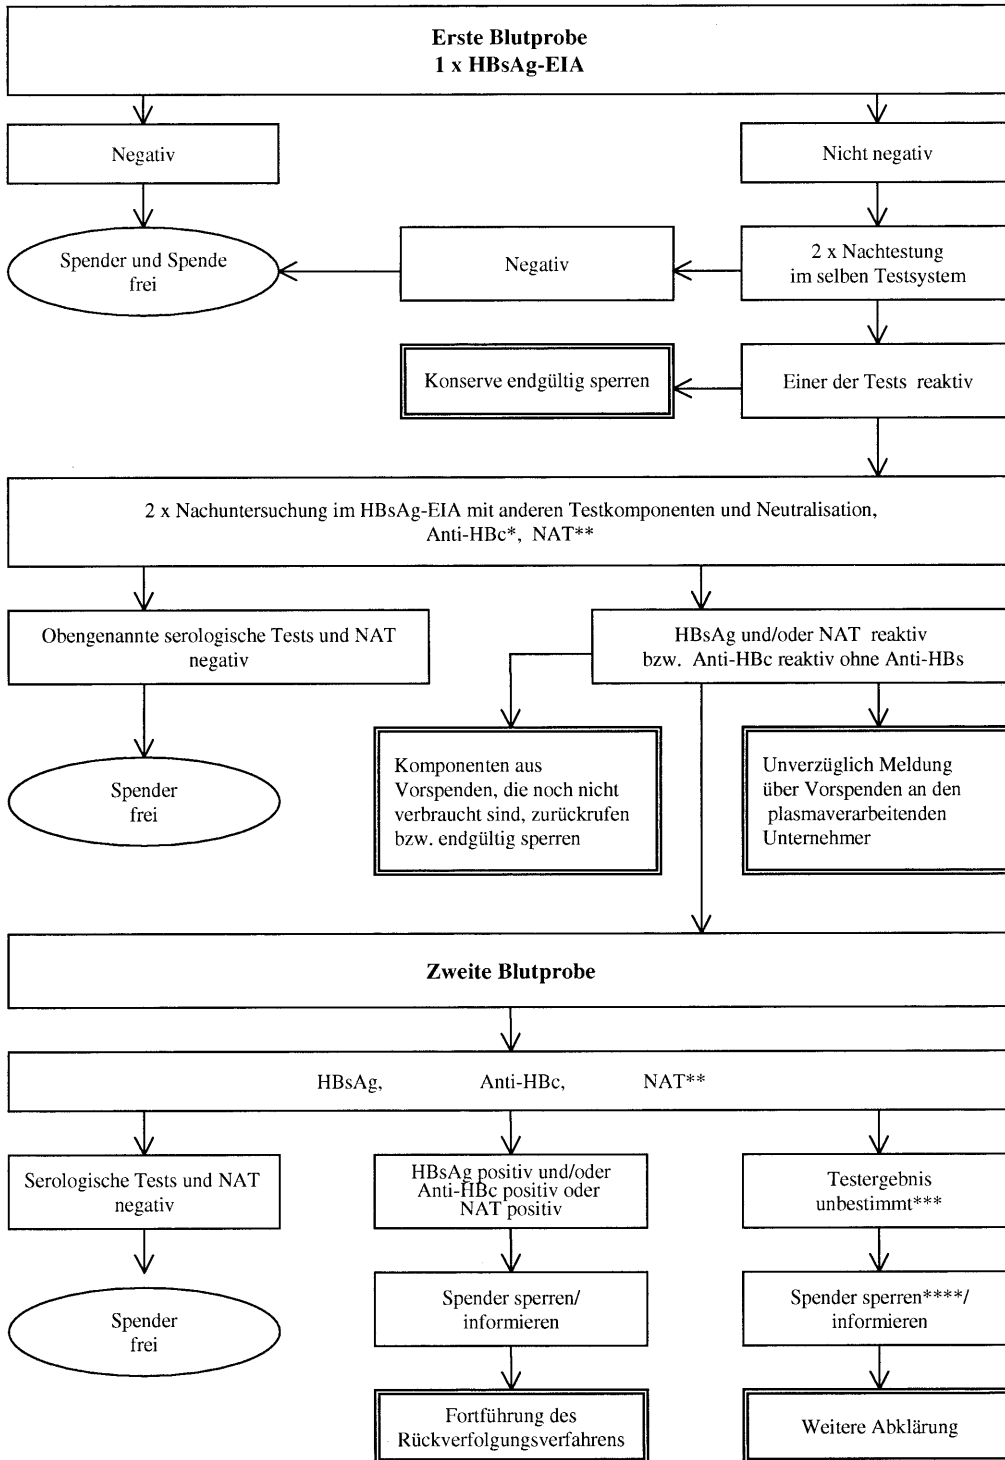 Erste Blutprobe
1 x HBsAg-EIA
Negativ
Nicht negativ
Spender und Spende
frei
Negativ
2 x Nachtestung
im selben Testsystem
Konserve endgültig sperren
Einer der Tests reaktiv
2 x Nachuntersuchung im HBsAg-EIA mit anderen Testkomponenten und Neutralisation,
Anti-HBc*, NAT**
Obengenannte serologische Tests und NAT
negativ
HBsAg und/oder NAT reaktiv
bzw. Anti-HBc reaktiv ohne Anti-HBs
Spender
frei
Komponenten aus
Vorspenden, die noch nicht
verbraucht sind, zurückrufen
bzw. endgültig sperren
Unverzüglich Meldung
über Vorspenden an den
plasmaverarbeitenden
Unternehmer
Zweite Blutprobe
HBsAg, Anti-HBc, NAT**
Serologische Tests und NAT
negativ
HBsAg positiv und/oder
Anti-HBc positiv oder
NAT positiv
Testergebnis
unbestimmt***
Spender
frei
Spender sperren/
informieren
Spender sperren****/
informieren
Fortführung des
Rückverfolgungsverfahrens
Weitere Abklärung